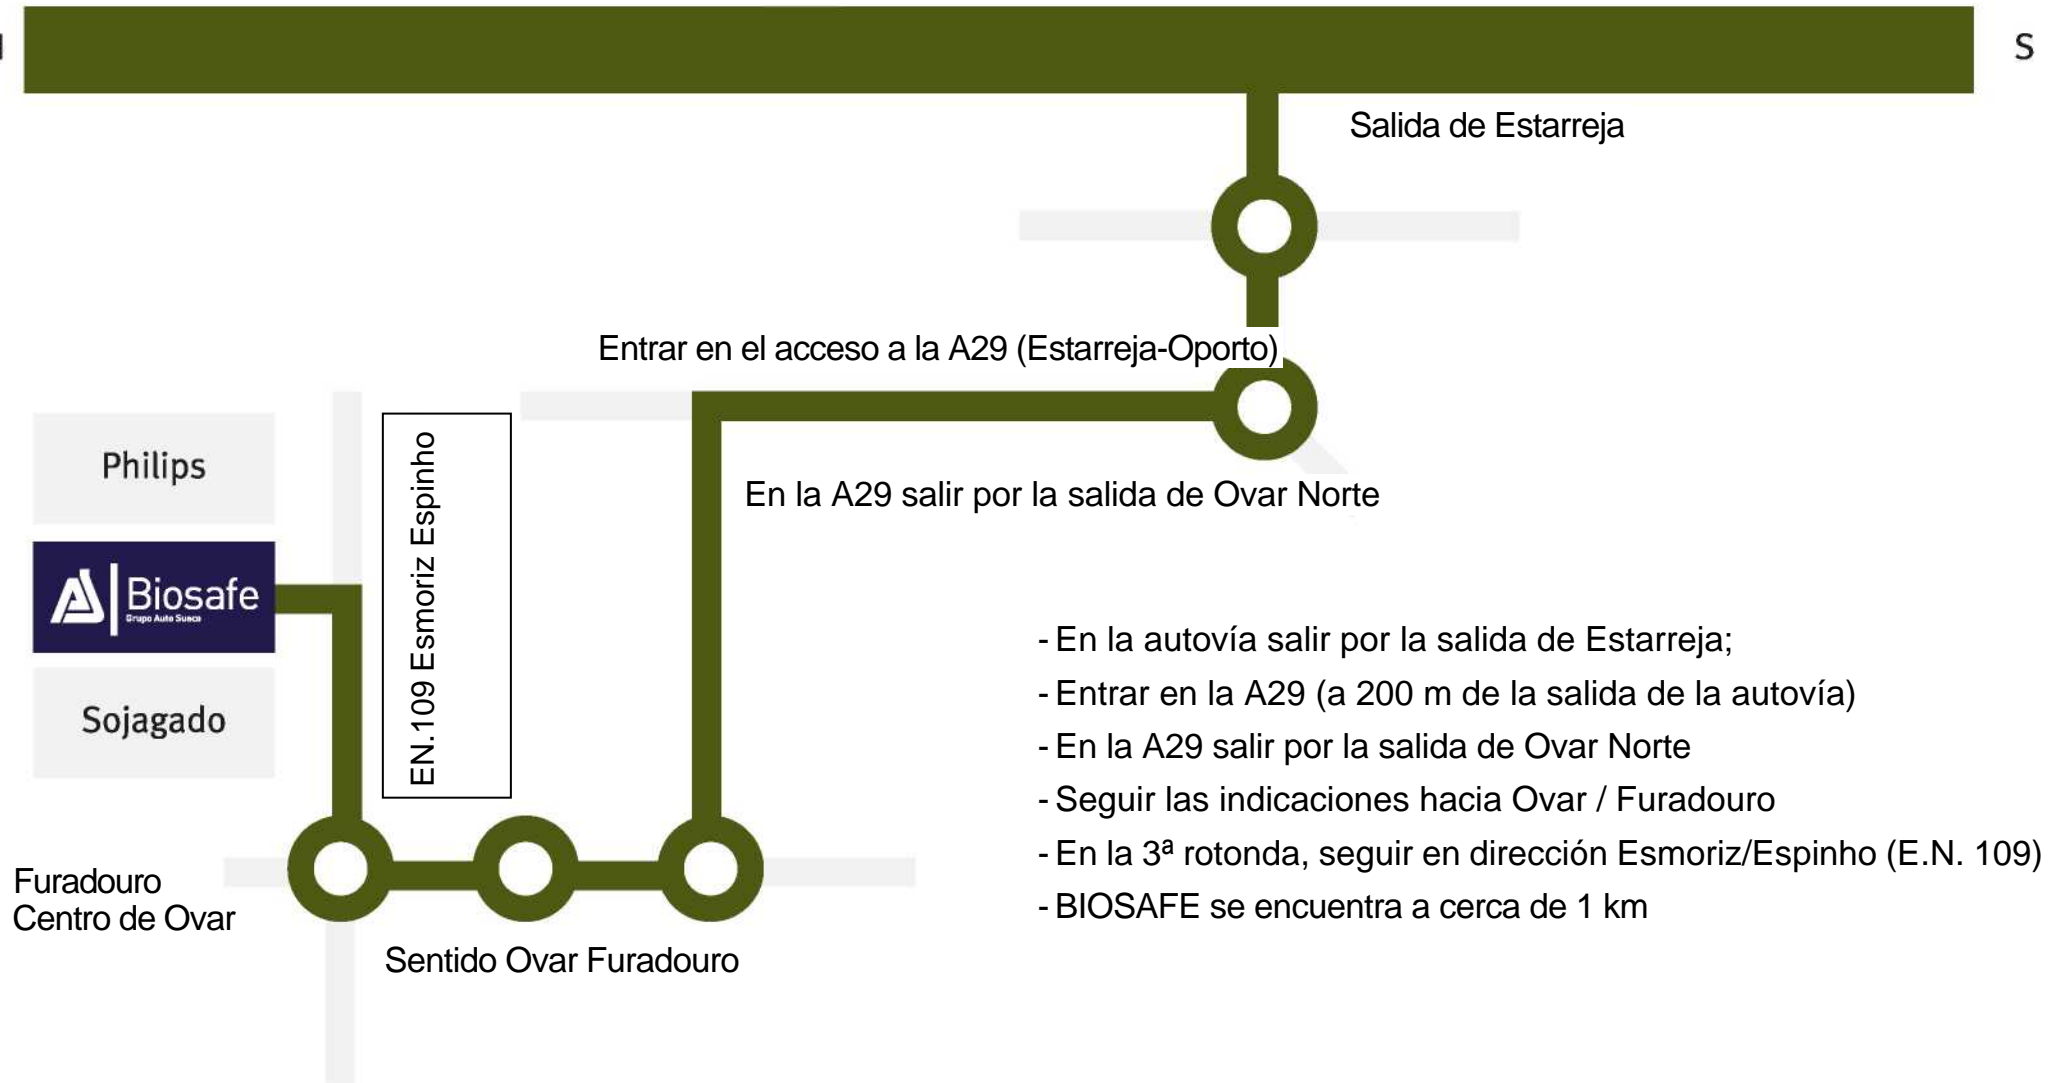 S
Salida de Estarreja
Entrar en el acceso a la A29 (Estarreja-Oporto)
Philips
EN.109 Esmoriz Espinho
En la A29 salir por la salida de Ovar Norte
Biosafe
Grupo Auto Sueco
Sojagado
- En la autovía salir por la salida de Estarreja;
- Entrar en la A29 (a 200 m de la salida de la autovía)
- En la A29 salir por la salida de Ovar Norte
- Seguir las indicaciones hacia Ovar / Furadouro
- En la 3ª rotonda, seguir en dirección Esmoriz/Espinho (E.N. 109)
- BIOSAFE se encuentra a cerca de 1 km
Furadouro
Centro de Ovar
Sentido Ovar Furadouro